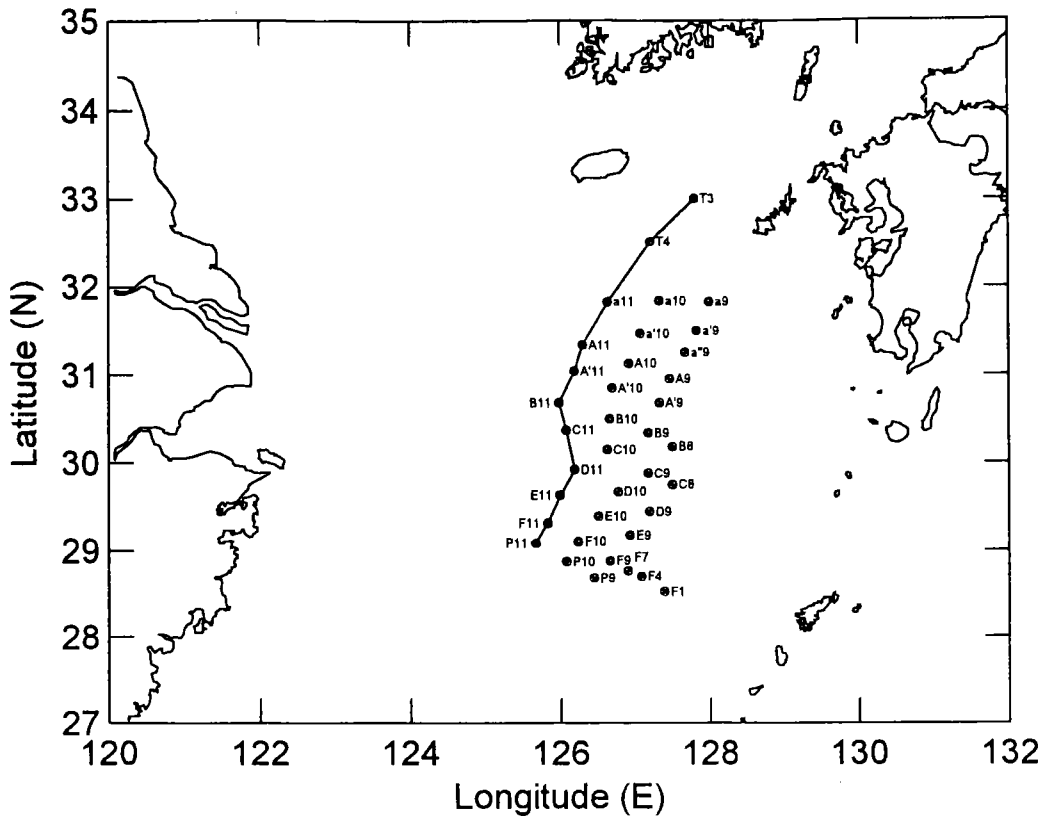 35
34
33
32
31
30
29
28
27
Latitude (N)
120
122
124
126
128
130
132
Longitude (E)
T3
T4
a11
a10
a9
a'10
a'9
A11
a"9
A10
A'11
A9
A'10
B11
A'9
B10
C11
B9
C10
B8
D11
C9
C8
E11
D10
D9
F11
E10
E9
P11
F10
F9
F7
P10
P9
F4
F1